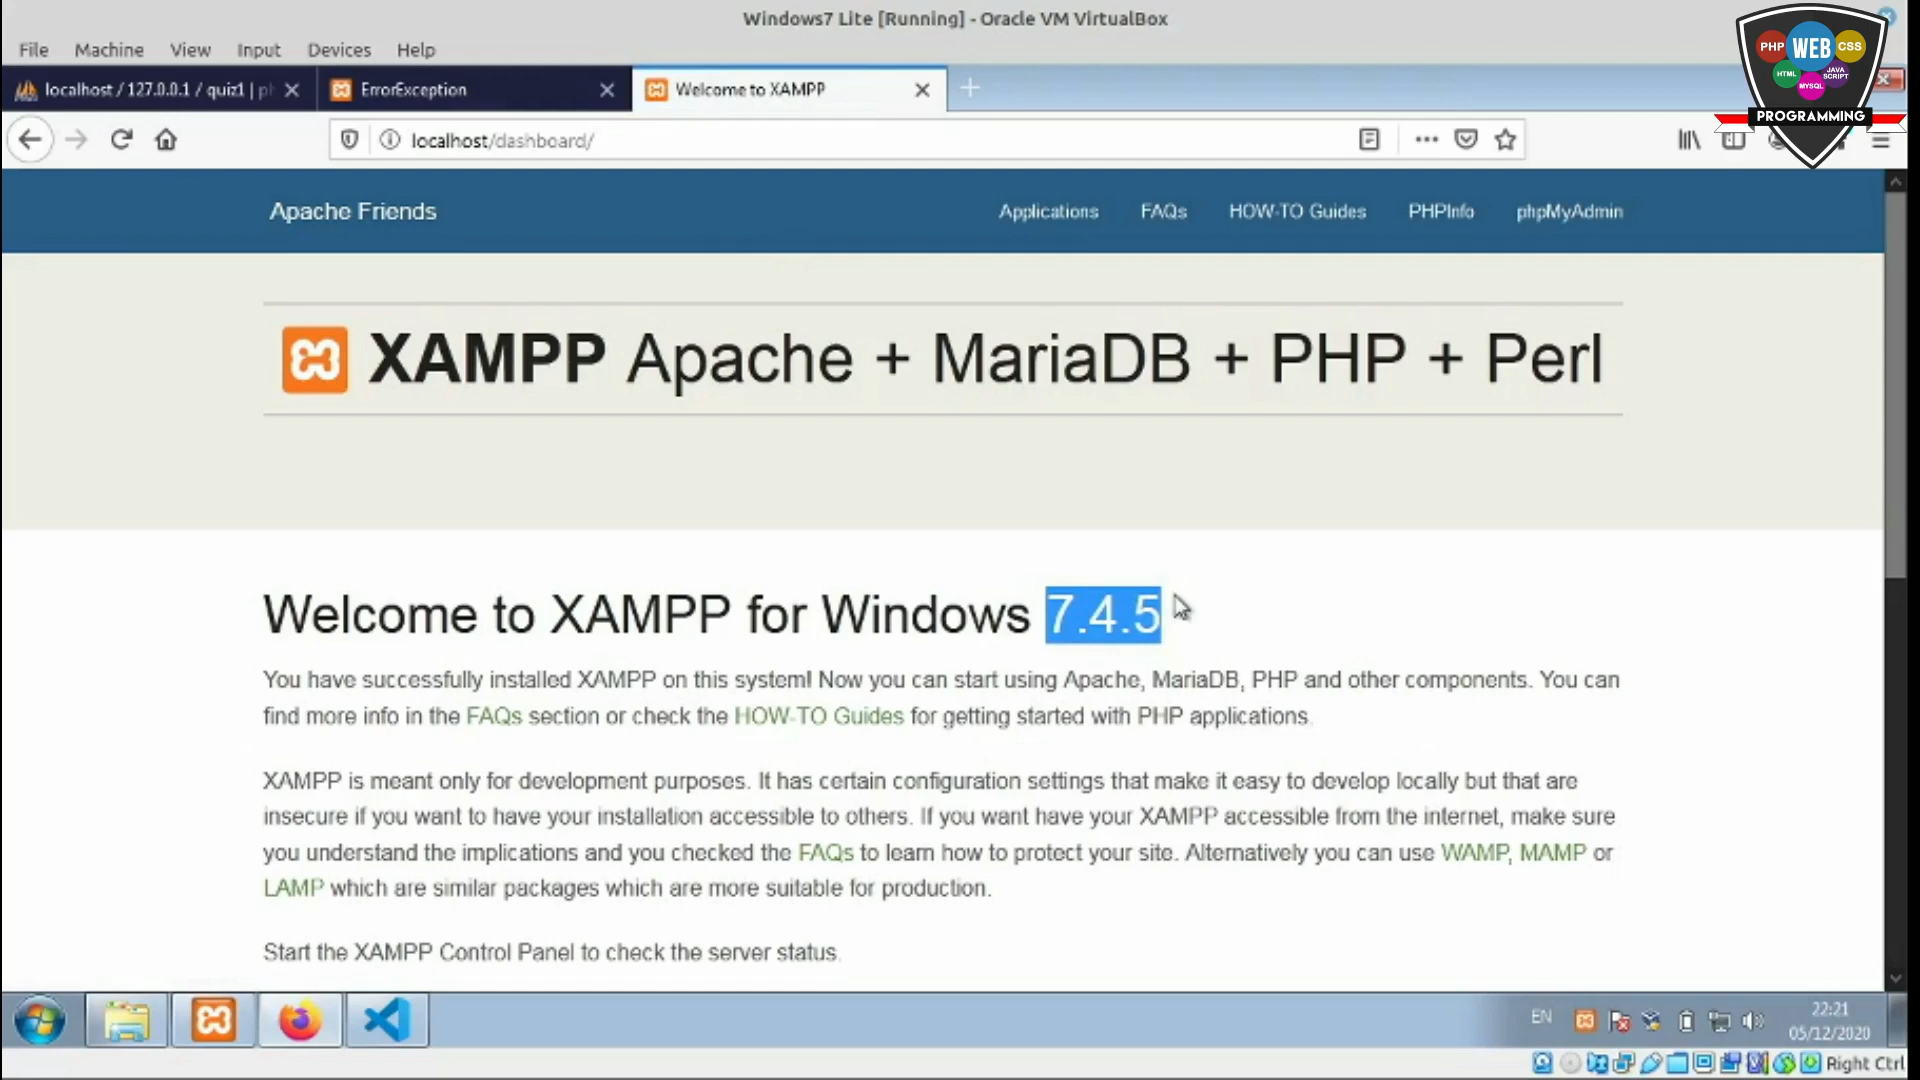 Windows7 Lite [Running] - Oracle VM VirtualBox
File Machine View Input Devices Help
localhost / 127.0.0.1 / quiz1 | ph
ErrorException
Welcome to XAMPP
localhost/dashboard/
PHP WEB CSS
HTML JAVA SCRIPT
MYSQL
PROGRAMMING
Apache Friends
Applications FAQs HOW-TO Guides PHPInfo phpMyAdmin
XAMPP Apache + MariaDB + PHP + Perl
Welcome to XAMPP for Windows 7.4.5
You have successfully installed XAMPP on this system! Now you can start using Apache, MariaDB, PHP and other components. You can
find more info in the FAQs section or check the HOW-TO Guides for getting started with PHP applications.
XAMPP is meant only for development purposes. It has certain configuration settings that make it easy to develop locally but that are
insecure if you want to have your installation accessible to others. If you want have your XAMPP accessible from the internet, make sure
you understand the implications and you checked the FAQs to learn how to protect your site. Alternatively you can use WAMP, MAMP or
LAMP which are similar packages which are more suitable for production.
Start the XAMPP Control Panel to check the server status.
EN
22:21
05/12/2020
Right Ctrl